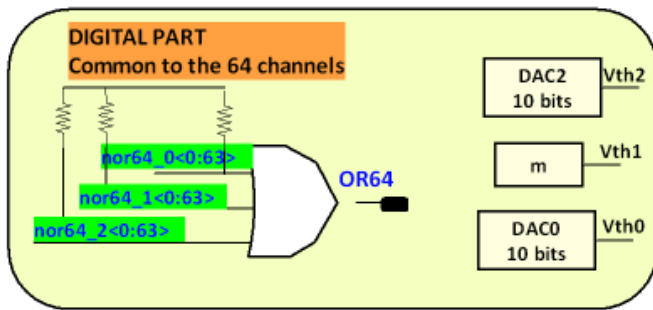 DIGITAL PART
Common to the 64 channels
nor64_0<0:63>
nor64_1<0:63>
nor64_2<0:63>
OR64
DAC2
10 bits
Vth2
m
Vth1
DAC0
10 bits
Vth0